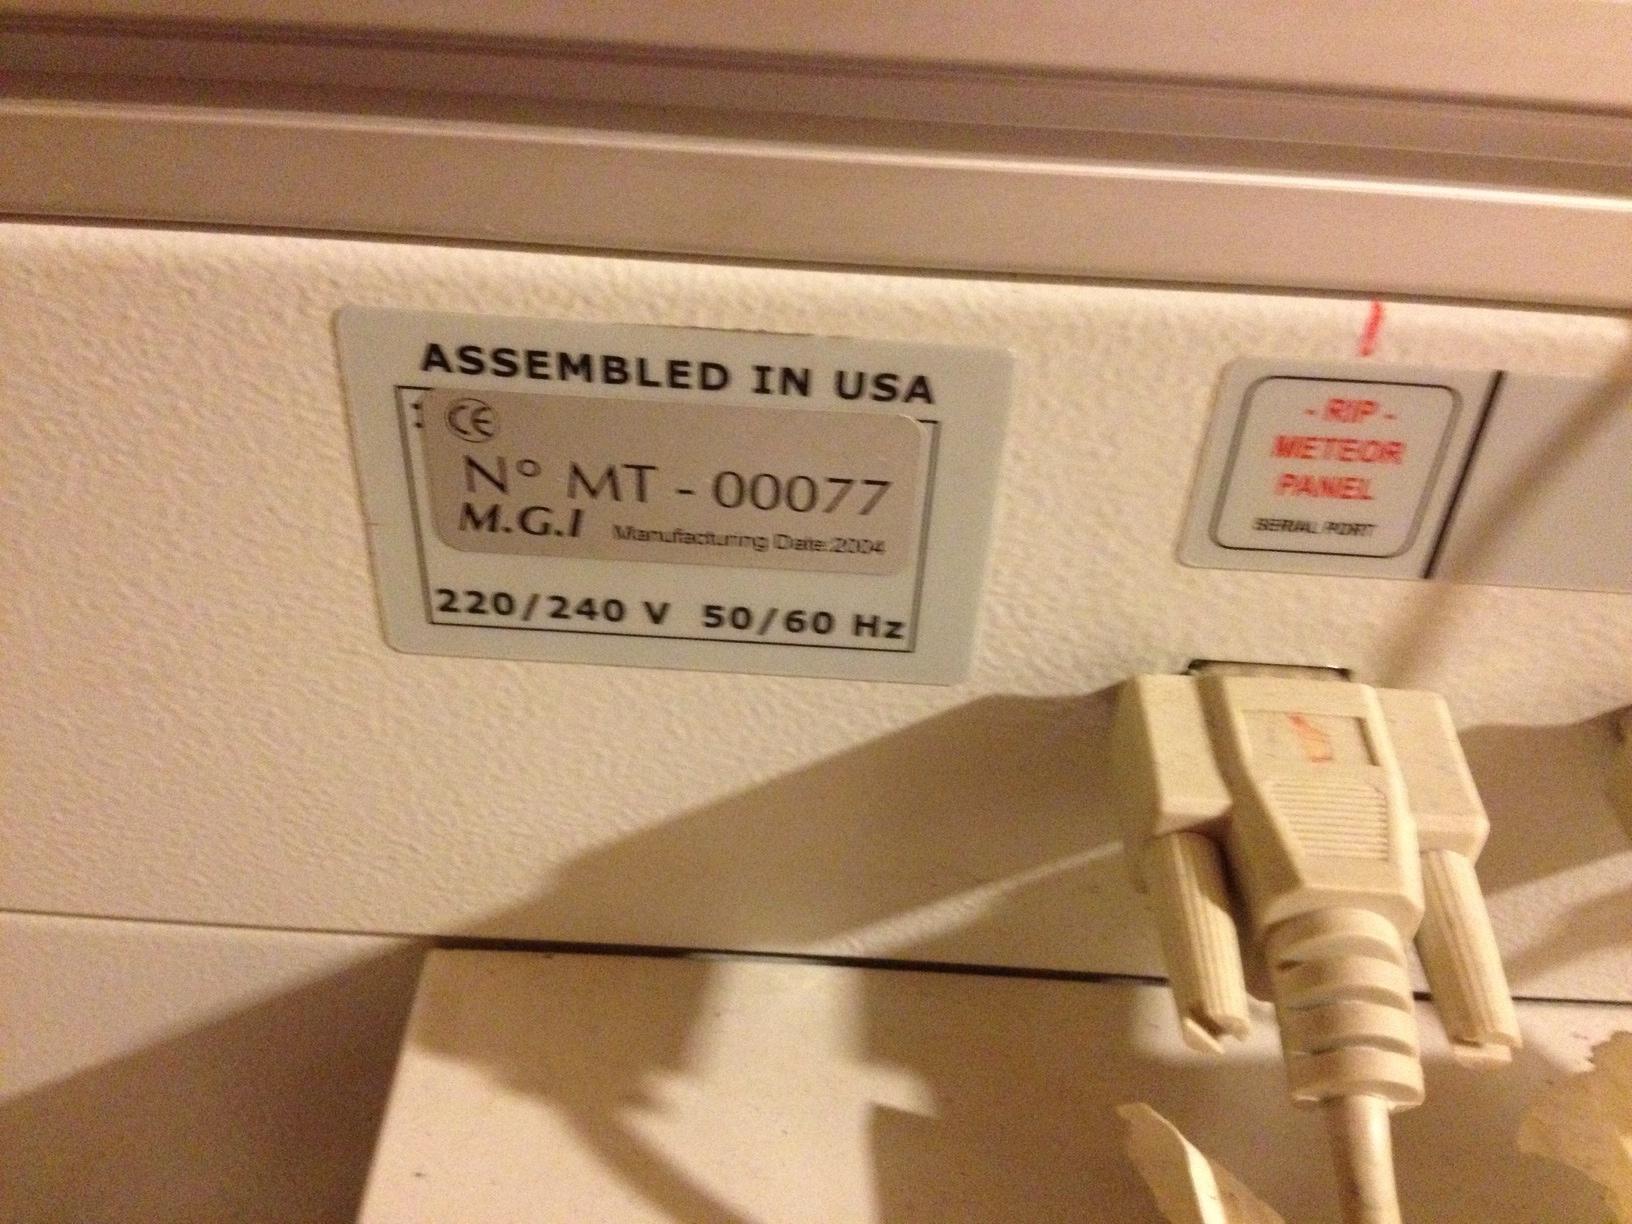 ASSEMBLED IN USA
CE
N° MT - 00077
M.G.I Manufacturing Date:2004
220/240 V 50/60 Hz
- RIP -
METEOR
PANEL
SERIAL PORT